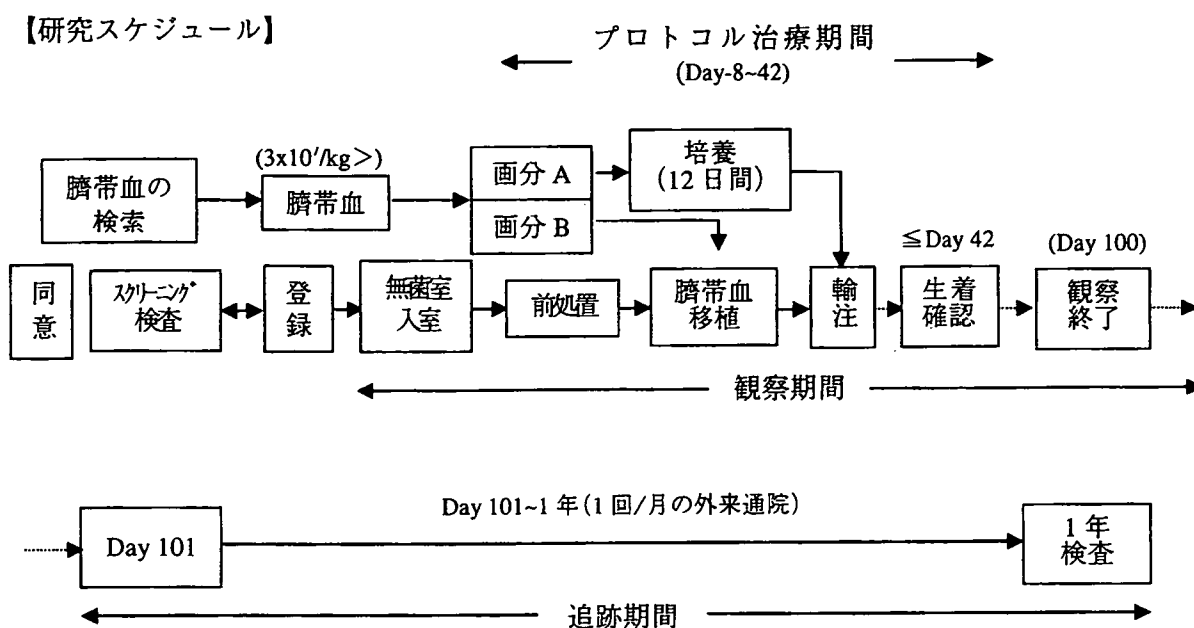 【研究スケジュール】
プロトコル治療期間
(Day-8~42)
(3x10'/kg>)
臍帯血の
検索
臍帯血
画分 A
画分 B
培養
(12 日間)
≦Day 42
(Day 100)
同
意
スクリーニング
検査
登
録
無菌室
入室
前処置
臍帯血
移植
輸
注
生着
確認
観察
終了
観察期間
Day 101~1 年(1 回/月の外来通院)
Day 101
1 年
検査
追跡期間